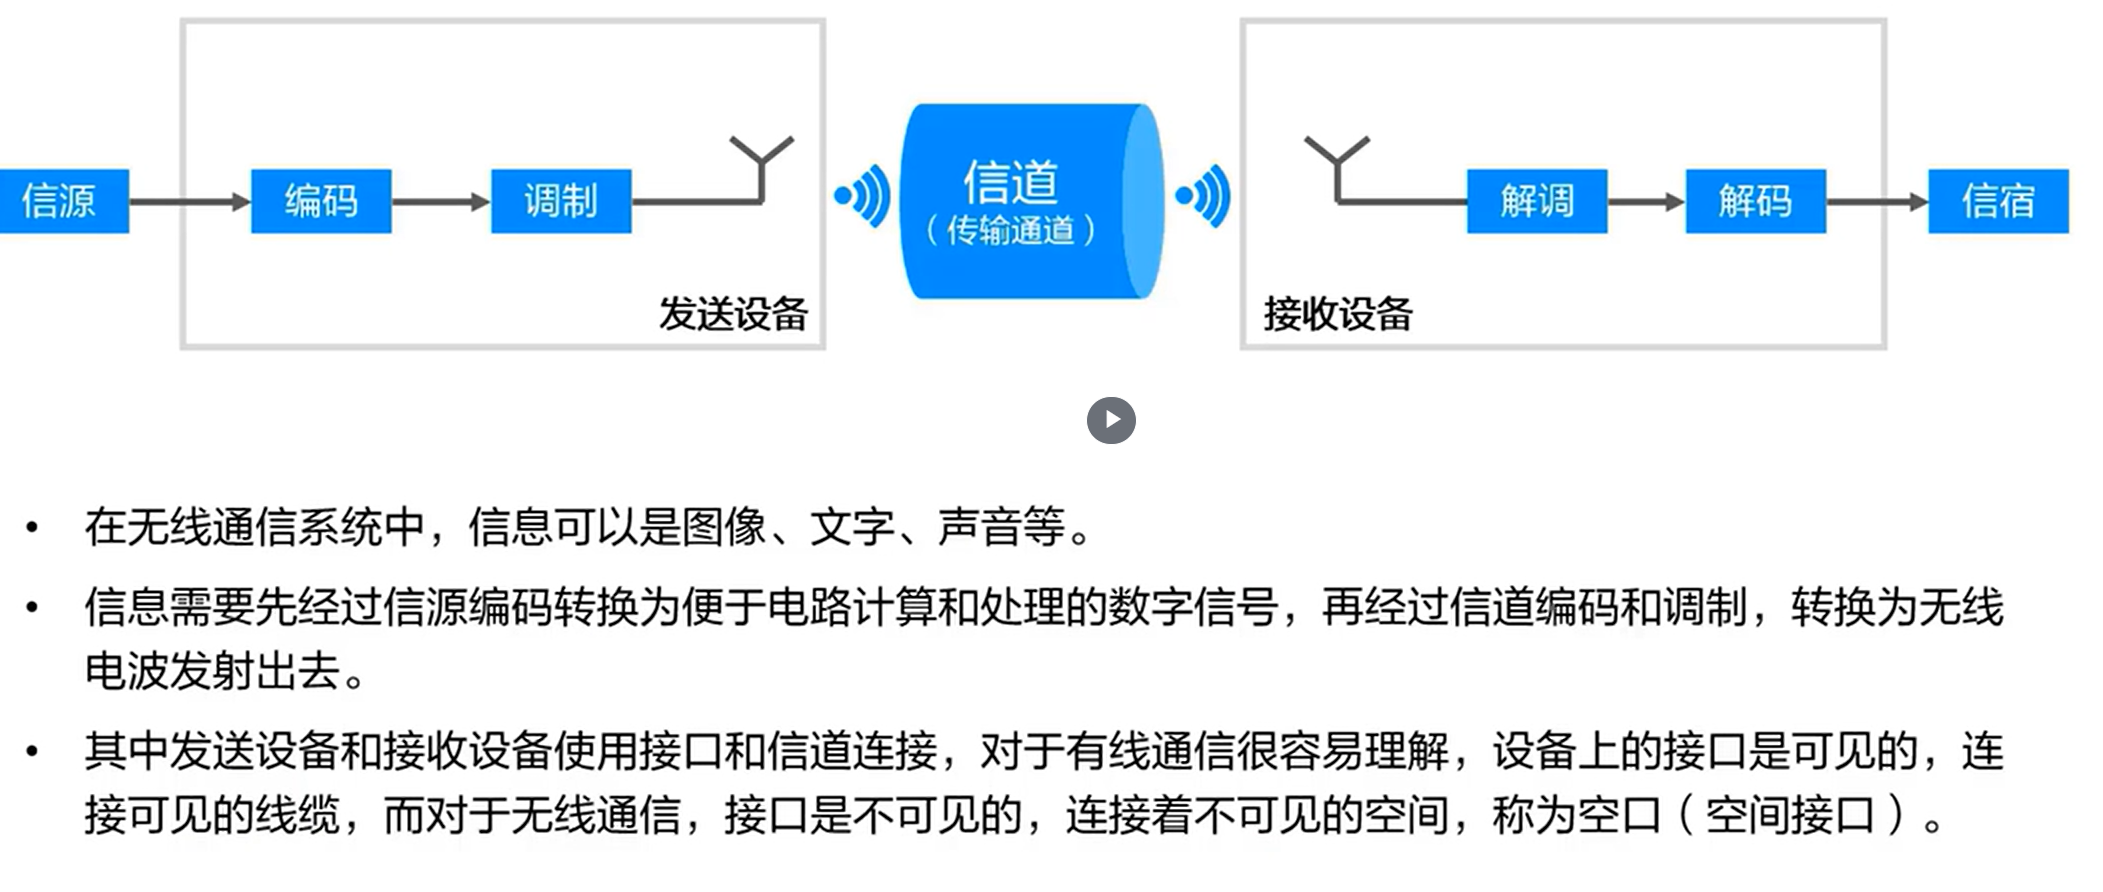 信源
编码
调制
发送设备
信道
（传输通道）
接收设备
解调
解码
信宿
• 在无线通信系统中，信息可以是图像、文字、声音等。
• 信息需要先经过信源编码转换为便于电路计算和处理的数字信号，再经过信道编码和调制，转换为无线
电波发射出去。
• 其中发送设备和接收设备使用接口和信道连接，对于有线通信很容易理解，设备上的接口是可见的，连
接可见的线缆，而对于无线通信，接口是不可见的，连接着不可见的空间，称为空口（空间接口）。